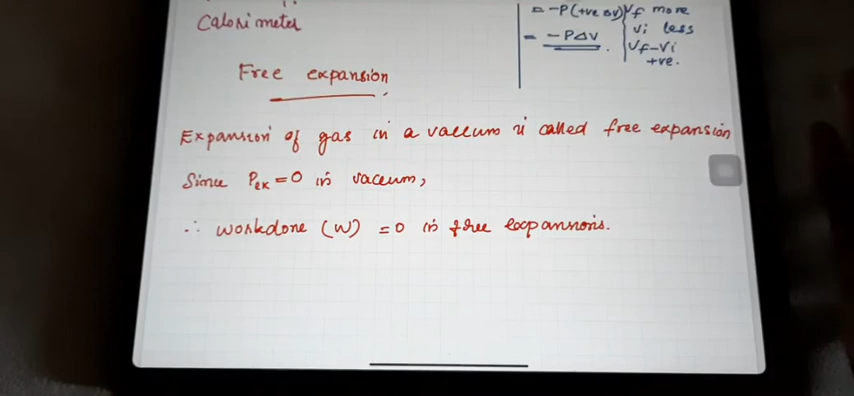 Calorimeter
= -P(+ve ΔV)
= -PΔV.
Vf more
Vi less
Vf-Vi
+ve.
Free expansion
Expansion of gas in a vaccum is called free expansion
Since Pex = 0 in vaccum,
∴ workdone (W) = 0 in free expansions.